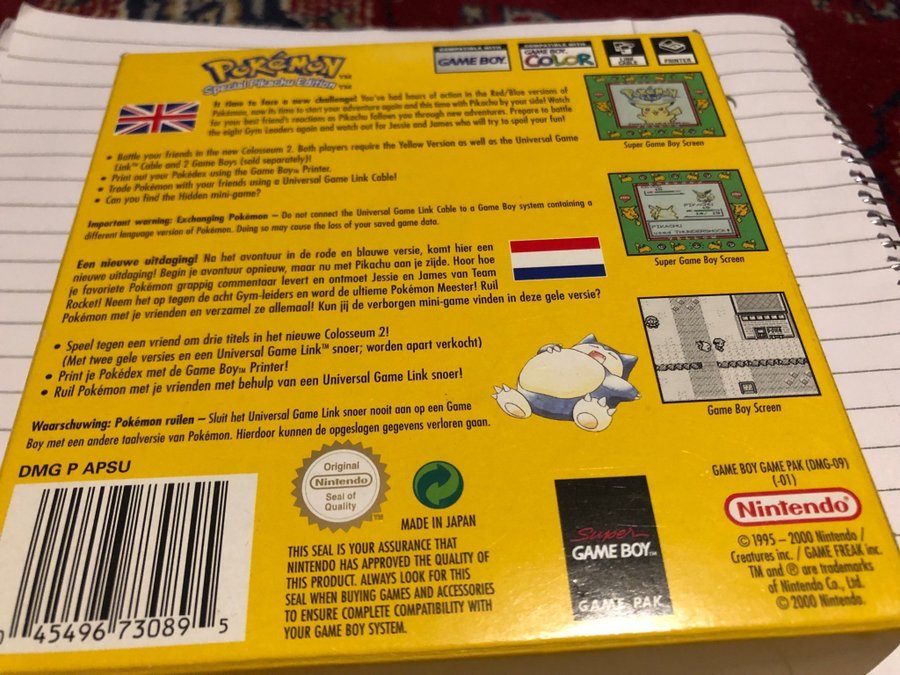 POKéMON™
Special Pikachu Edition™
COMPATIBLE WITH
GAME BOY
COMPATIBLE WITH
GAME BOY COLOR
CABLE
PRINTER
It is time to face a new challenge! You've had hours of action in the Red/Blue versions of
Pokémon, now its time to start your adventure again and this time with Pikachu by your side! Watch
for your best friend's reactions as Pikachu follows you through new adventures. Prepare to battle
the eight Gym Leaders again and watch out for Jessie and James who will try to spoil your fun!
• Battle your friends in the new Colosseum 2. Both players require the Yellow Version as well as the Universal Game
Link™ Cable and 2 Game Boys (sold separately)!
• Print out your Pokédex using the Game Boy™ Printer.
• Trade Pokémon with your friends using a Universal Game Link Cable!
• Can you find the Hidden mini-game?
Important warning: Exchanging Pokémon – Do not connect the Universal Game Link Cable to a Game Boy system containing a
different language version of Pokémon. Doing so may cause the loss of your saved game data.
Super Game Boy Screen
PIKACHU
used THUNDERSHOCK!
Super Game Boy Screen
Game Boy Screen
Een nieuwe uitdaging! Na het avontuur in de rode en blauwe versie, komt hier een
nieuwe uitdaging! Begin je avontuur opnieuw, maar nu met Pikachu aan je zijde. Hoor hoe
je favoriete Pokémon grappig commentaar levert en ontmoet Jessie en James van Team
Rocket! Neem het op tegen de acht Gym-leiders en word de ultieme Pokémon Meester! Ruil
Pokémon met je vrienden en verzamel ze allemaal! Kun jij de verborgen mini-game vinden in deze gele versie?
• Speel tegen een vriend om drie titels in het nieuwe Colosseum 2!
(Met twee gele versies en een Universal Game Link™ snoer; worden apart verkocht)
• Print je Pokédex met de Game Boy™ Printer!
• Ruil Pokémon met je vrienden met behulp van een Universal Game Link snoer!
Waarschuwing: Pokémon ruilen – Sluit het Universal Game Link snoer nooit aan op een Game
Boy met een andere taalversie van Pokémon. Hierdoor kunnen de opgeslagen gegevens verloren gaan.
DMG P APSU
0 45496 73089 5
Original
Nintendo
Seal of
Quality
™
MADE IN JAPAN
THIS SEAL IS YOUR ASSURANCE THAT
NINTENDO HAS APPROVED THE QUALITY OF
THIS PRODUCT. ALWAYS LOOK FOR THIS
SEAL WHEN BUYING GAMES AND ACCESSORIES
TO ENSURE COMPLETE COMPATIBILITY WITH
YOUR GAME BOY SYSTEM.
Super
GAME BOY™
GAME PAK
GAME BOY GAME PAK (DMG-09)
(-01)
Nintendo®
© 1995 – 2000 Nintendo /
Creatures inc. / GAME FREAK inc.
TM and ® are trademarks
of Nintendo Co., Ltd.
© 2000 Nintendo.